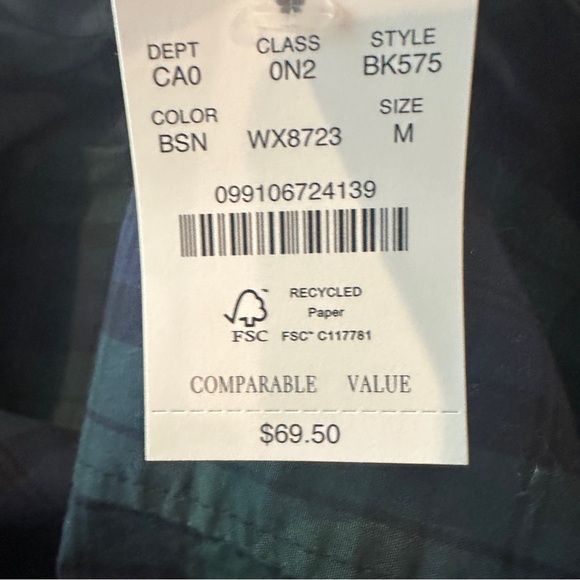 DEPT CLASS STYLE
CA0 0N2 BK575
COLOR SIZE
BSN WX8723 M
099106724139
RECYCLED
Paper
FSC FSC™ C117781
COMPARABLE VALUE
$69.50